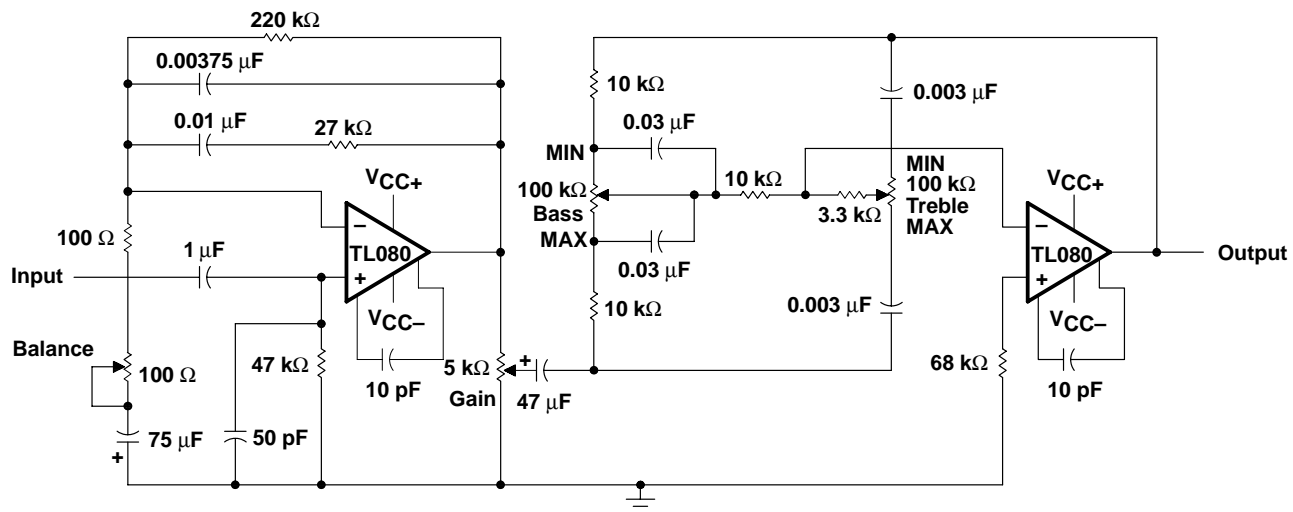 220 kΩ
0.00375 μF
0.01 μF
27 kΩ
VCC+
100 Ω
−
TL080
+
1 μF
Input
VCC−
Balance
100 Ω
47 kΩ
10 pF
5 kΩ
Gain
+
47 μF
75 μF
+
50 pF
10 kΩ
0.03 μF
MIN
100 kΩ
Bass
MAX
10 kΩ
0.03 μF
10 kΩ
0.003 μF
MIN
100 kΩ
Treble
MAX
3.3 kΩ
0.003 μF
VCC+
−
TL080
+
VCC−
Output
68 kΩ
10 pF